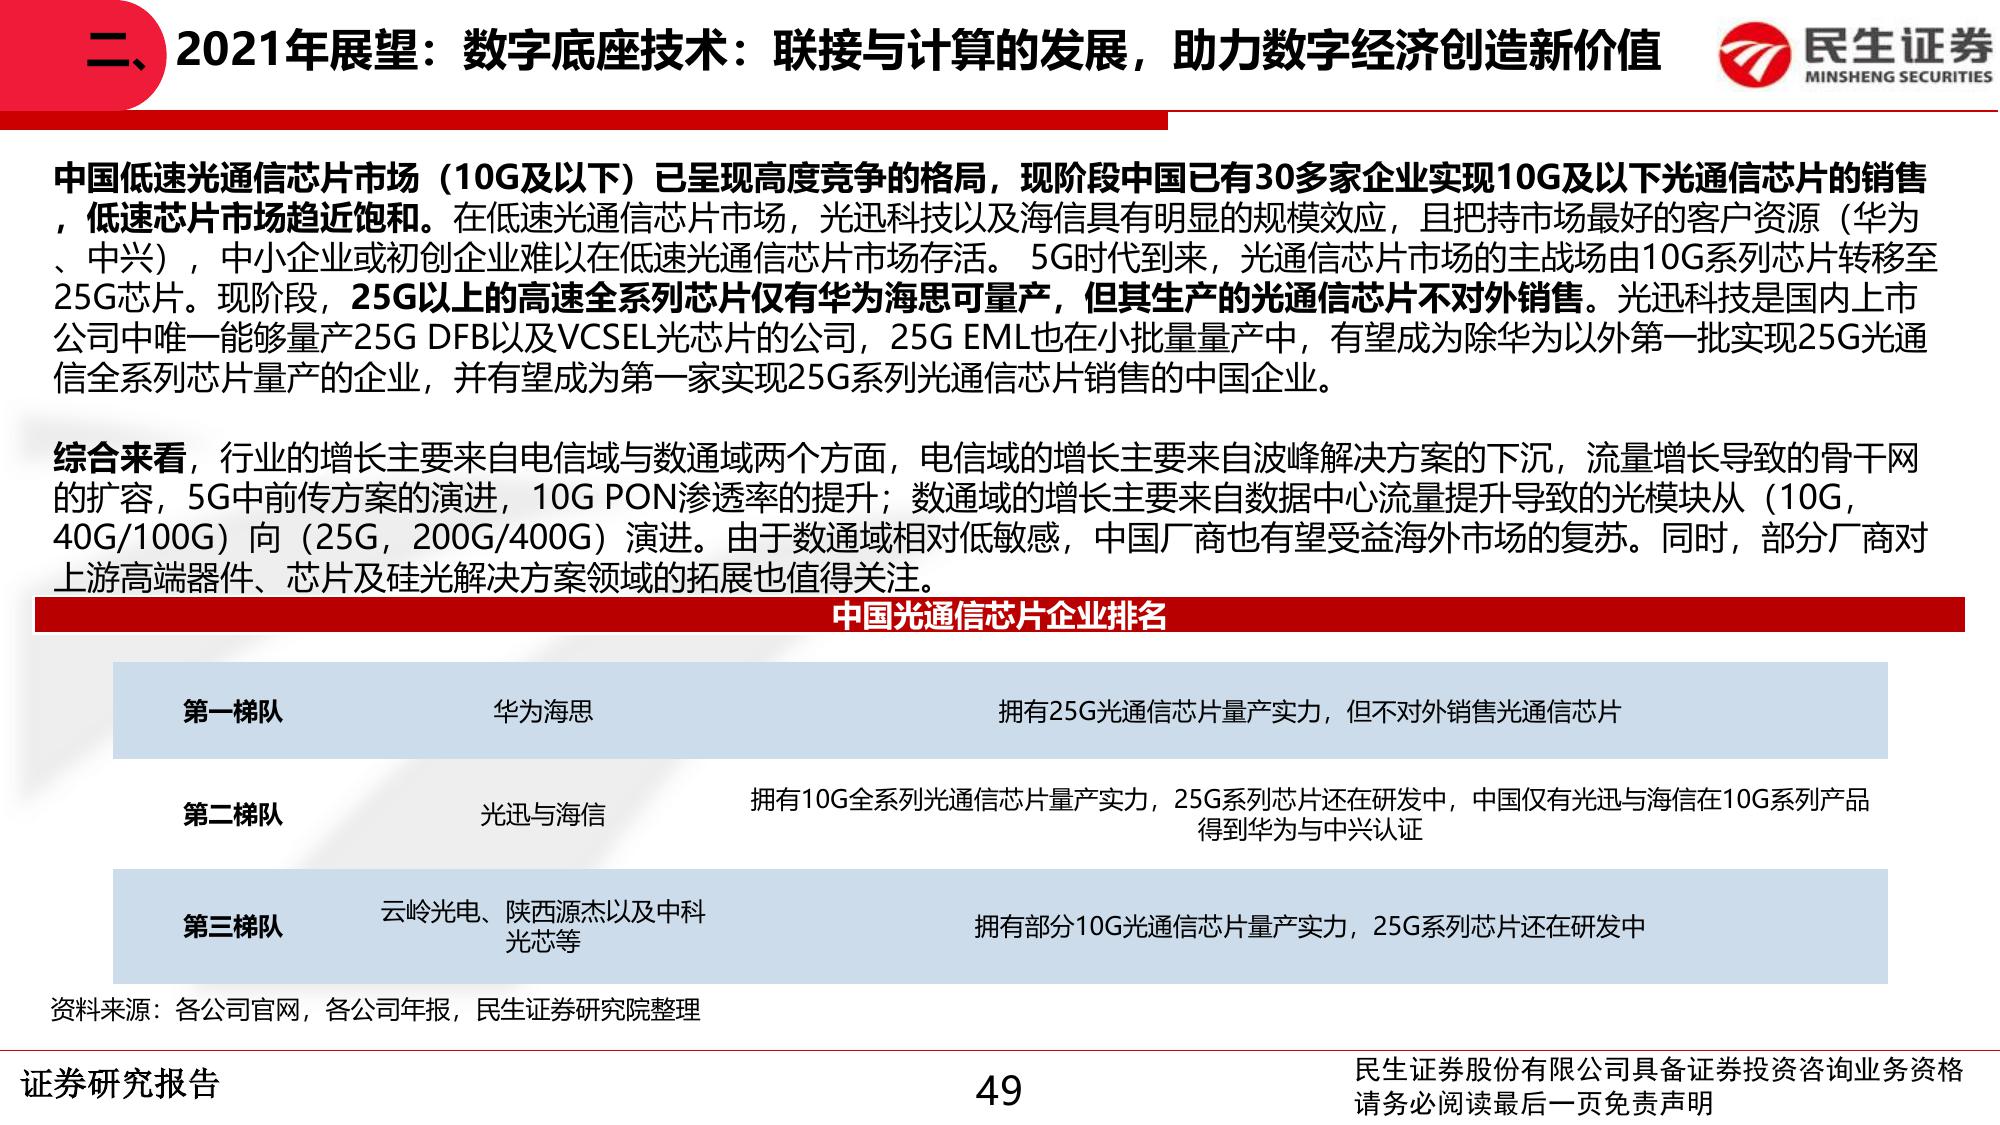 二、2021年展望：数字底座技术：联接与计算的发展，助力数字经济创造新价值
民生证券
MINSHENG SECURITIES
中国低速光通信芯片市场（10G及以下）已呈现高度竞争的格局，现阶段中国已有30多家企业实现10G及以下光通信芯片的销售
，低速芯片市场趋近饱和。在低速光通信芯片市场，光迅科技以及海信具有明显的规模效应，且把持市场最好的客户资源（华为
、中兴），中小企业或初创企业难以在低速光通信芯片市场存活。 5G时代到来，光通信芯片市场的主战场由10G系列芯片转移至
25G芯片。现阶段，25G以上的高速全系列芯片仅有华为海思可量产，但其生产的光通信芯片不对外销售。光迅科技是国内上市
公司中唯一能够量产25G DFB以及VCSEL光芯片的公司，25G EML也在小批量量产中，有望成为除华为以外第一批实现25G光通
信全系列芯片量产的企业，并有望成为第一家实现25G系列光通信芯片销售的中国企业。
综合来看，行业的增长主要来自电信域与数通域两个方面，电信域的增长主要来自波峰解决方案的下沉，流量增长导致的骨干网
的扩容，5G中前传方案的演进，10G PON渗透率的提升；数通域的增长主要来自数据中心流量提升导致的光模块从（10G，
40G/100G）向（25G，200G/400G）演进。由于数通域相对低敏感，中国厂商也有望受益海外市场的复苏。同时，部分厂商对
上游高端器件、芯片及硅光解决方案领域的拓展也值得关注。
中国光通信芯片企业排名
第一梯队 华为海思 拥有25G光通信芯片量产实力，但不对外销售光通信芯片
第二梯队 光迅与海信 拥有10G全系列光通信芯片量产实力，25G系列芯片还在研发中，中国仅有光迅与海信在10G系列产品
得到华为与中兴认证
第三梯队 云岭光电、陕西源杰以及中科
光芯等 拥有部分10G光通信芯片量产实力，25G系列芯片还在研发中
资料来源：各公司官网，各公司年报，民生证券研究院整理
证券研究报告
49
民生证券股份有限公司具备证券投资咨询业务资格
请务必阅读最后一页免责声明